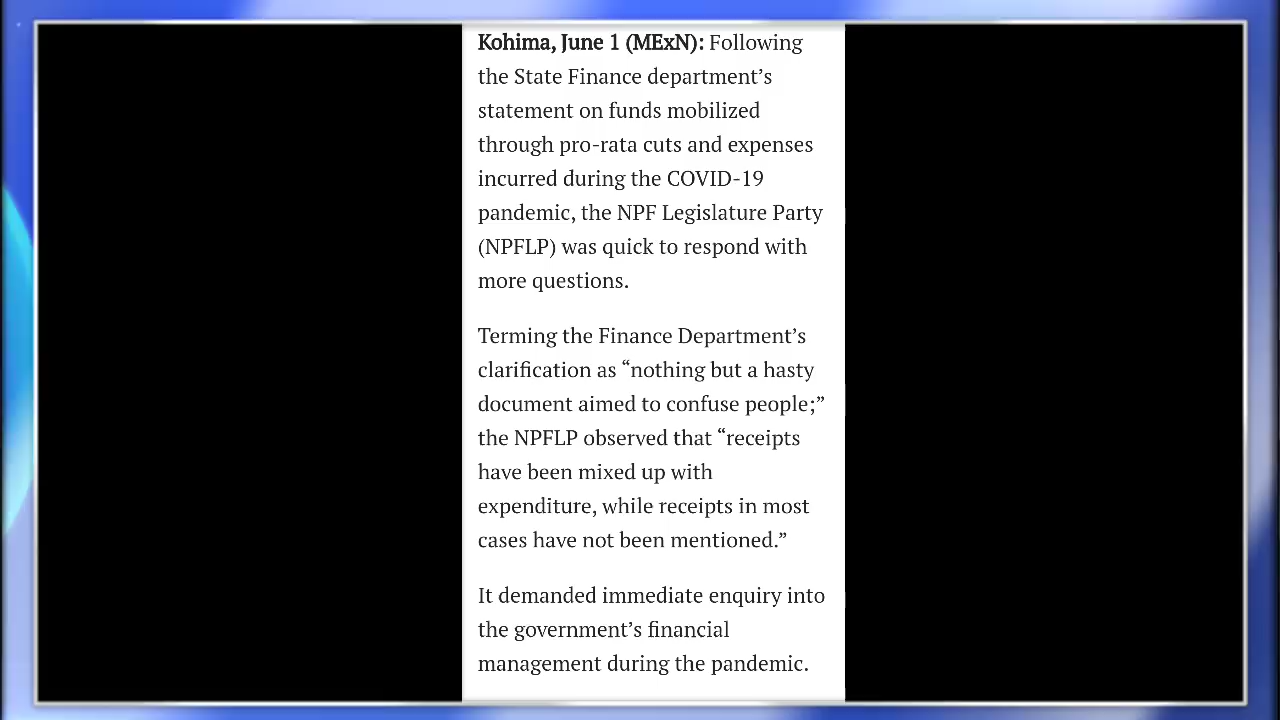 Kohima, June 1 (MExN): Following
the State Finance department’s
statement on funds mobilized
through pro-rata cuts and expenses
incurred during the COVID-19
pandemic, the NPF Legislature Party
(NPFLP) was quick to respond with
more questions.
Terming the Finance Department’s
clarification as “nothing but a hasty
document aimed to confuse people;”
the NPFLP observed that “receipts
have been mixed up with
expenditure, while receipts in most
cases have not been mentioned.”
It demanded immediate enquiry into
the government’s financial
management during the pandemic.